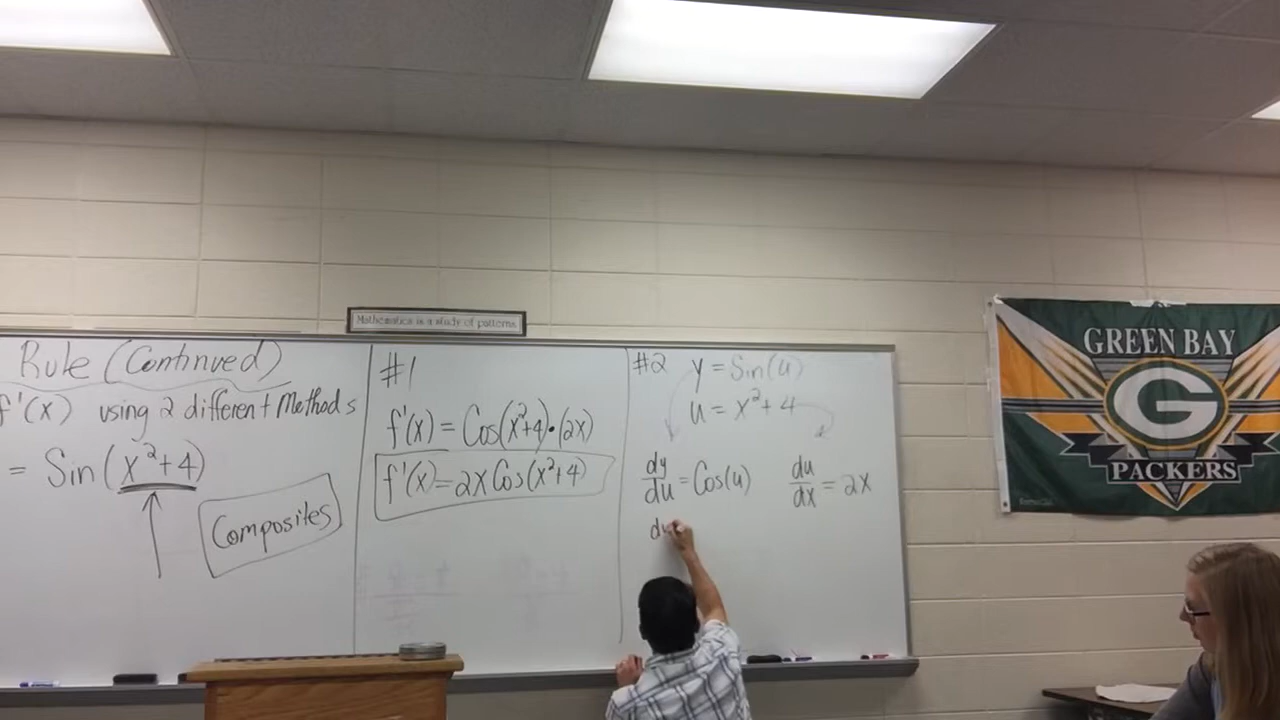 Mathematics is a study of patterns.
Rule (Continued)
f'(x) using 2 different Methods
= Sin(x²+4)
Composites
#1
f'(x) = Cos(x²+4)•(2x)
f'(x)=2x Cos(x²+4)
#2 y = Sin(u)
u = x²+4
dy/du = Cos(u) du/dx = 2x
GREEN BAY
G
PACKERS